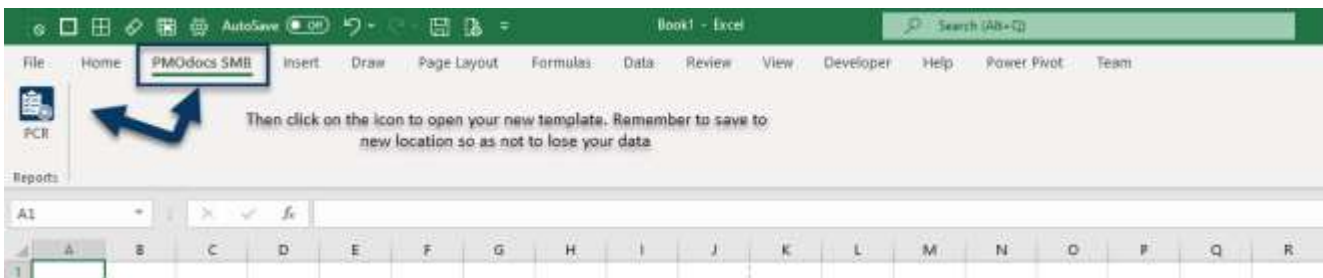 AutoSave Off Book1 - Excel Search (Alt+Q)
File Home PMOdocs SMB Insert Draw Page Layout Formulas Data Review View Developer Help Power Pivot Team
PCR
Then click on the icon to open your new template. Remember to save to
new location so as not to lose your data
Reports
A1 fx
A B C D E F G H I J K L M N O P Q R
1